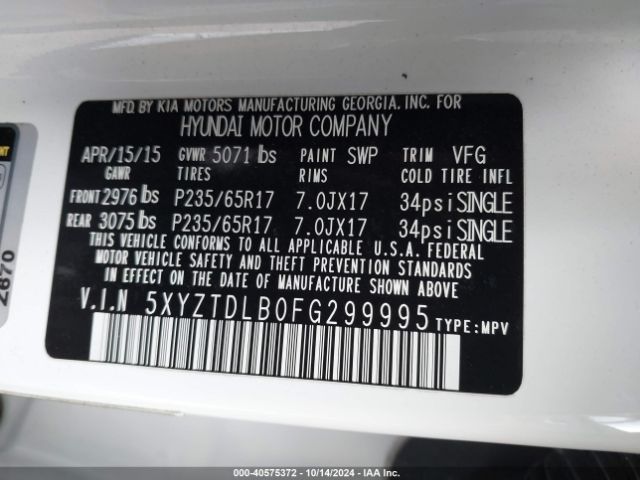 MFD. BY KIA MOTORS MANUFACTURING GEORGIA. INC. FOR
HYUNDAI MOTOR COMPANY
APR/15/15 GVWR 5071 lbs PAINT SWP TRIM VFG
GAWR TIRES RIMS COLD TIRE INFL
FRONT 2976 lbs P235/65R17 7.0JX17 34psi SINGLE
REAR 3075 lbs P235/65R17 7.0JX17 34psi SINGLE
THIS VEHICLE CONFORMS TO ALL APPLICABLE U.S.A. FEDERAL
MOTOR VEHICLE SAFETY AND THEFT PREVENTION STANDARDS
IN EFFECT ON THE DATE OF MANUFACTURE SHOWN ABOVE
V.I.N 5XYZTDLB0FG299995 TYPE: MPV
2670
000-40575372 | 10/14/2024 | IAA Inc.